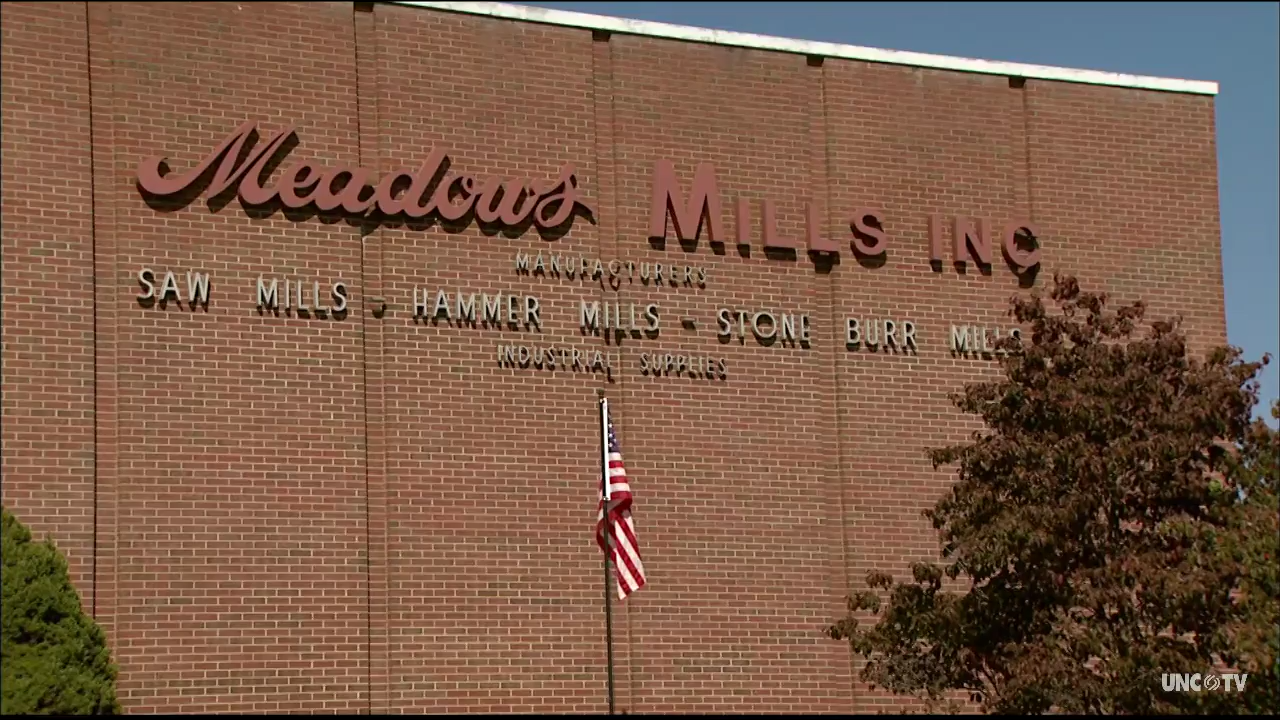 Meadows MILLS INC
MANUFACTURERS
SAW MILLS - HAMMER MILLS - STONE BURR MILLS
INDUSTRIAL SUPPLIES
UNC TV